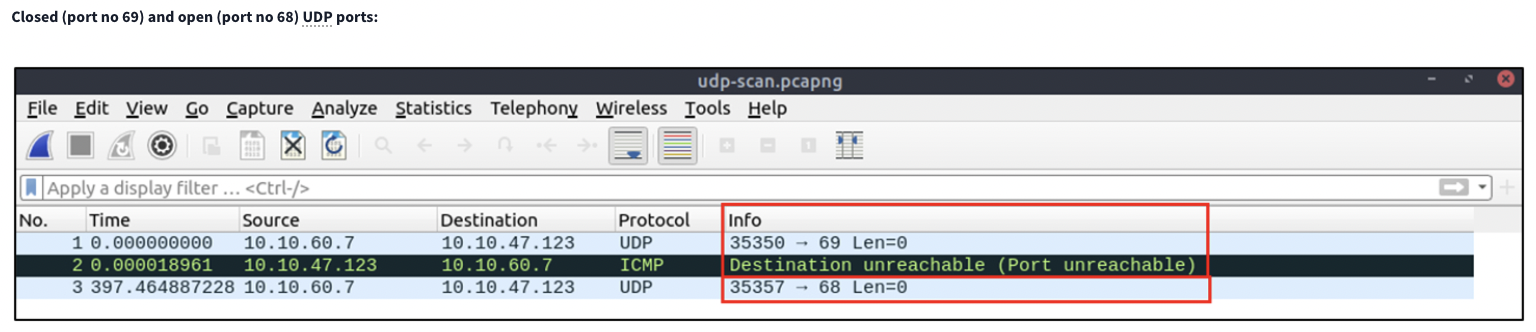 Closed (port no 69) and open (port no 68) UDP ports:
udp-scan.pcapng
File Edit View Go Capture Analyze Statistics Telephony Wireless Tools Help
Apply a display filter … <Ctrl-/>
No. Time Source Destination Protocol Info
1 0.000000000 10.10.60.7 10.10.47.123 UDP 35350 → 69 Len=0
2 0.000018961 10.10.47.123 10.10.60.7 ICMP Destination unreachable (Port unreachable)
3 397.464887228 10.10.60.7 10.10.47.123 UDP 35357 → 68 Len=0